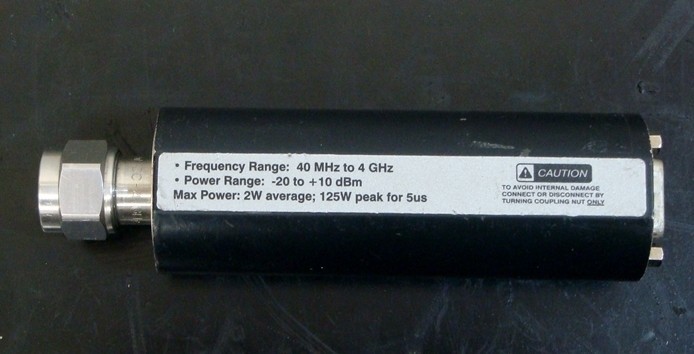 • Frequency Range: 40 MHz to 4 GHz
• Power Range: -20 to +10 dBm
Max Power: 2W average; 125W peak for 5us
CAUTION
TO AVOID INTERNAL DAMAGE
CONNECT OR DISCONNECT BY
TURNING COUPLING NUT ONLY